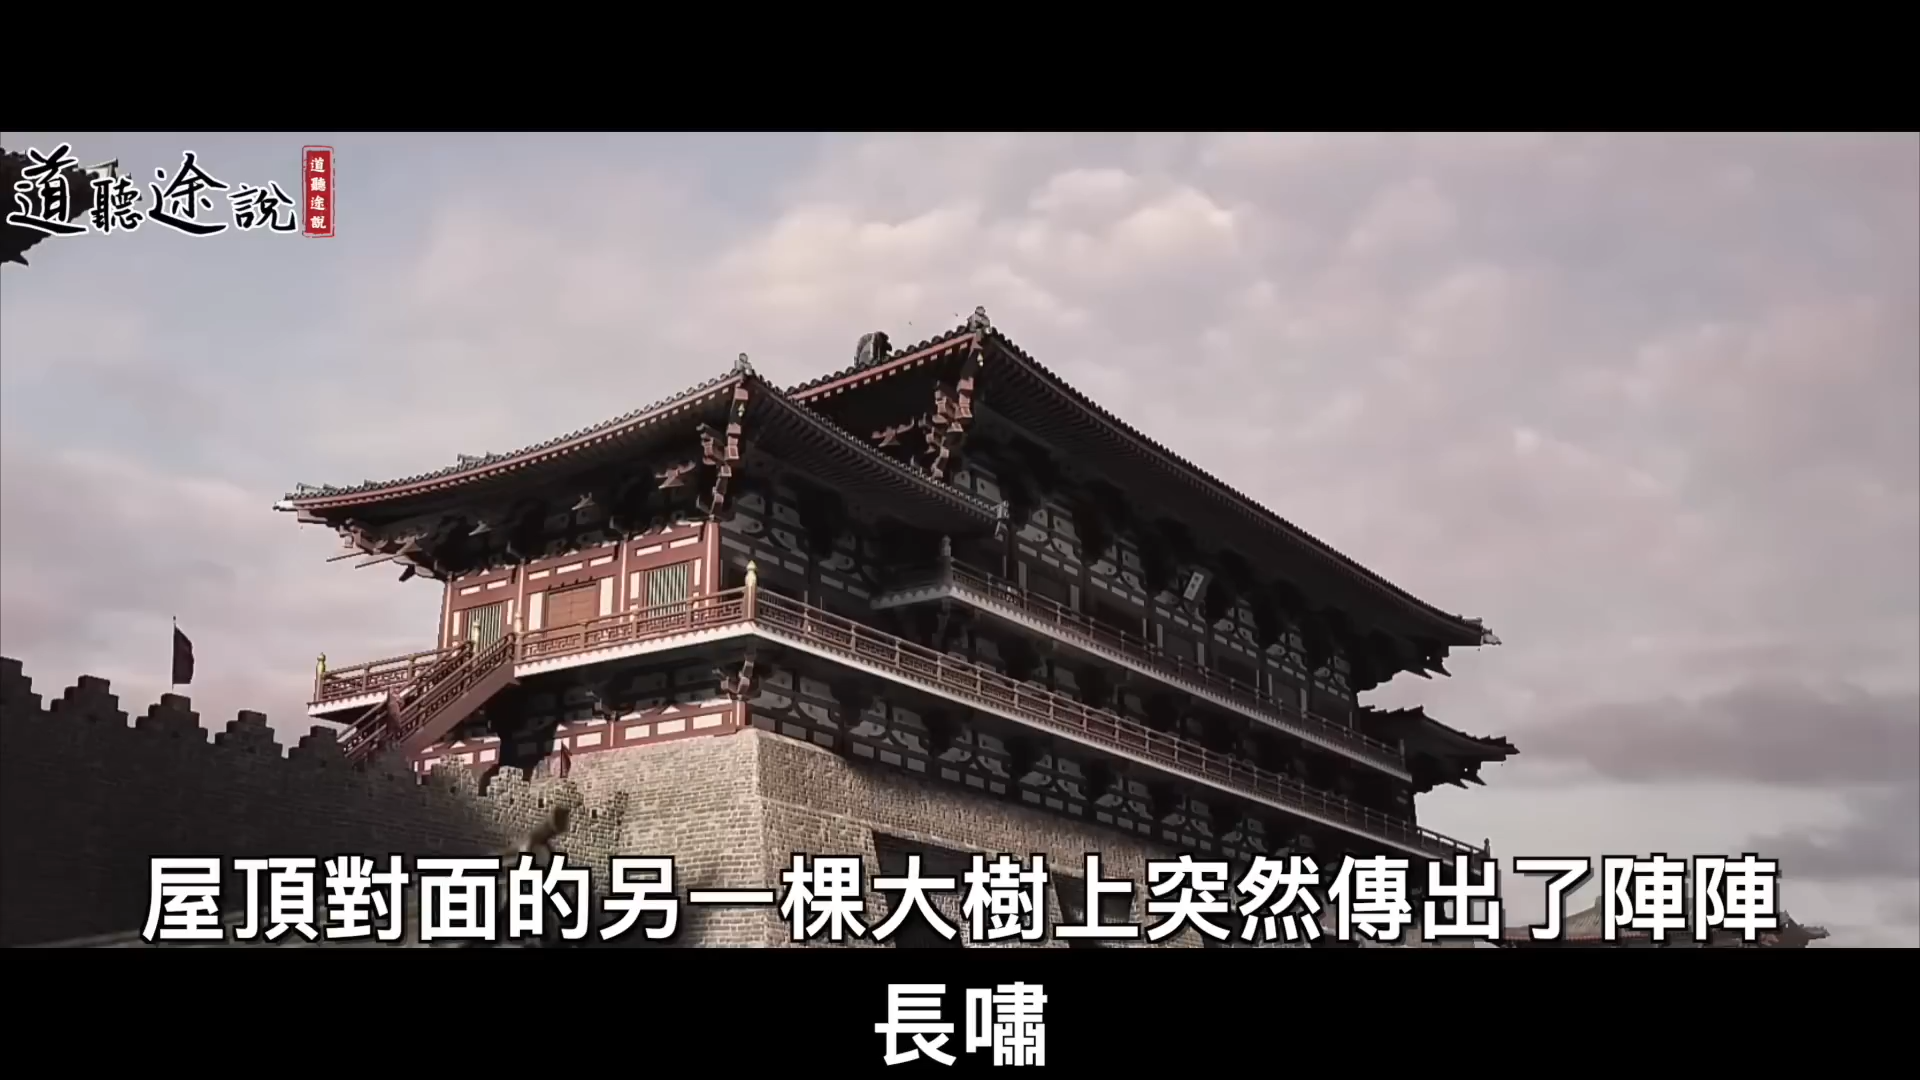 道聽途說
道聽途說
屋頂對面的另一棵大樹上突然傳出了陣陣
長嘯